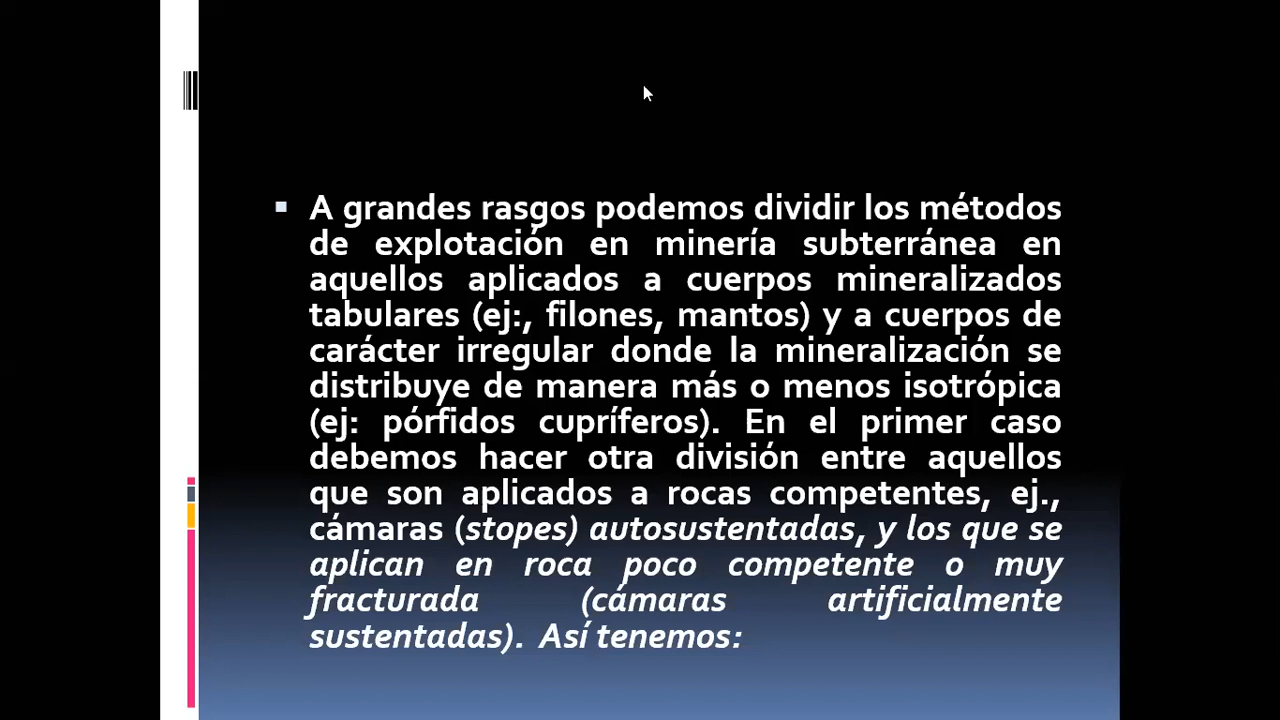 A grandes rasgos podemos dividir los métodos
de explotación en minería subterránea en
aquellos aplicados a cuerpos mineralizados
tabulares (ej:, filones, mantos) y a cuerpos de
carácter irregular donde la mineralización se
distribuye de manera más o menos isotrópica
(ej: pórfidos cupríferos). En el primer caso
debemos hacer otra división entre aquellos
que son aplicados a rocas competentes, ej.,
cámaras (stopes) autosustentadas, y los que se
aplican en roca poco competente o muy
fracturada (cámaras artificialmente
sustentadas). Así tenemos: